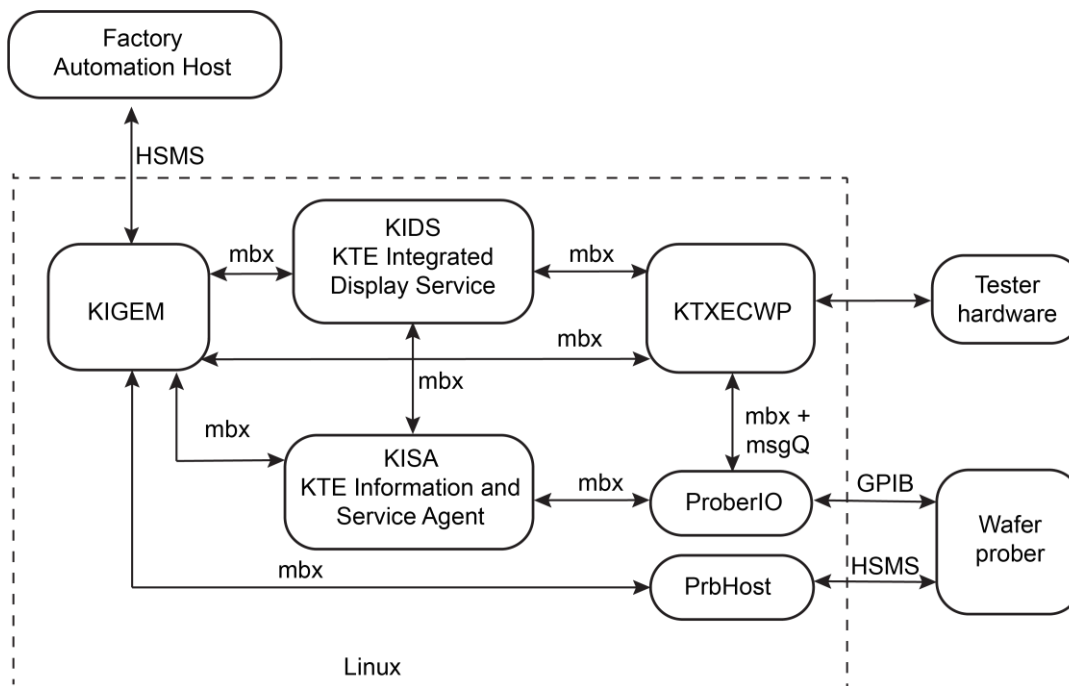 Factory
Automation Host
HSMS
KIDS
KTE Integrated
Display Service
mbx
mbx
KIGEM
KTXECWP
Tester
hardware
mbx
mbx
mbx +
msgQ
mbx
KISA
KTE Information and
Service Agent
mbx
ProberIO
GPIB
Wafer
prober
HSMS
mbx
PrbHost
Linux